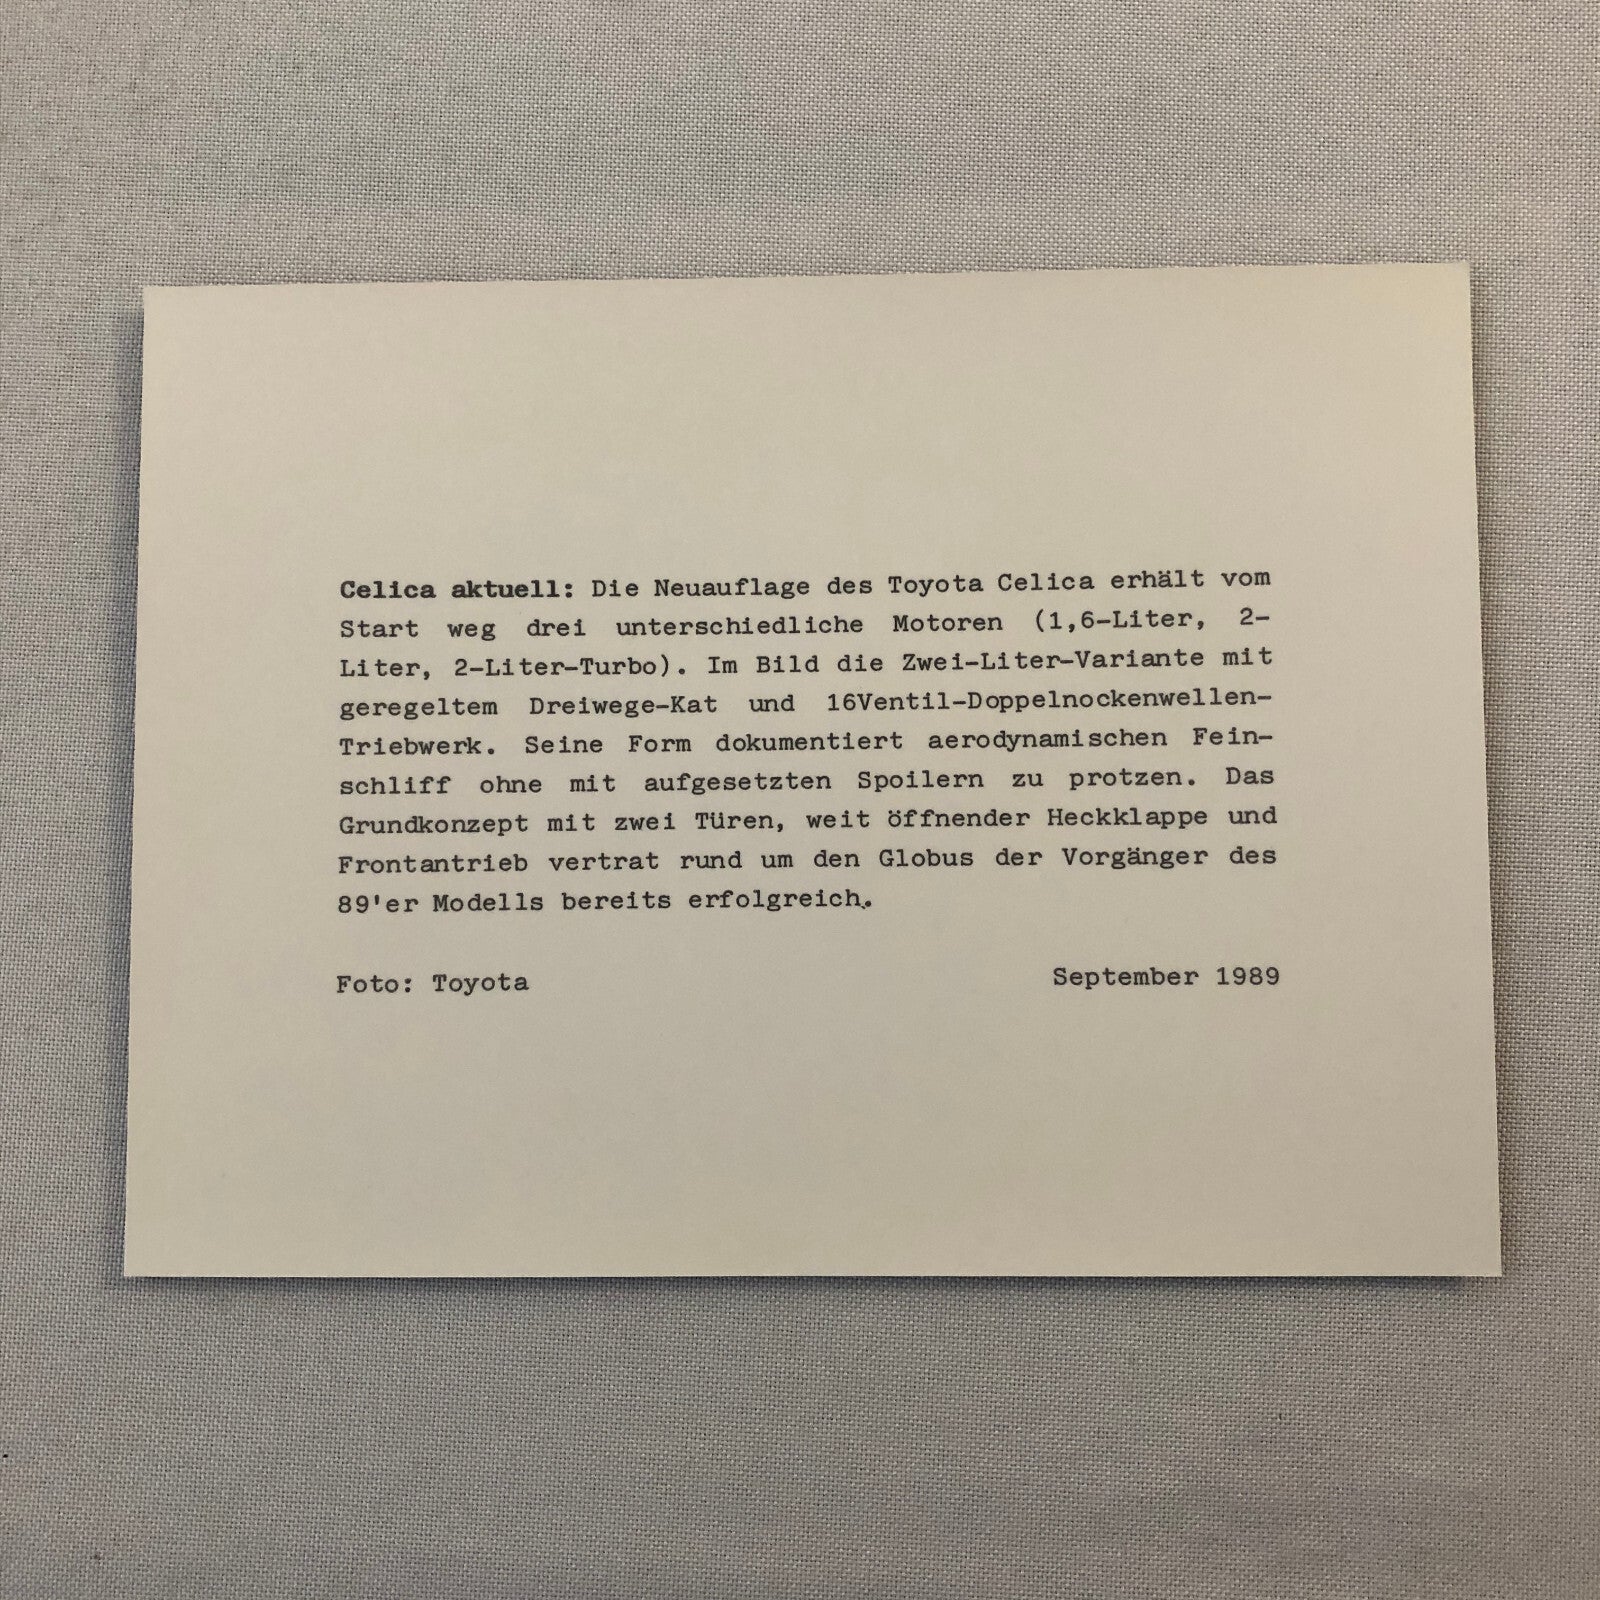 Celica aktuell: Die Neuauflage des Toyota Celica erhält vom
Start weg drei unterschiedliche Motoren (1,6-Liter, 2-
Liter, 2-Liter-Turbo). Im Bild die Zwei-Liter-Variante mit
geregeltem Dreiwege-Kat und 16Ventil-Doppelnockenwellen-
Triebwerk. Seine Form dokumentiert aerodynamischen Fein-
schliff ohne mit aufgesetzten Spoilern zu protzen. Das
Grundkonzept mit zwei Türen, weit öffnender Heckklappe und
Frontantrieb vertrat rund um den Globus der Vorgänger des
89'er Modells bereits erfolgreich.
Foto: Toyota September 1989